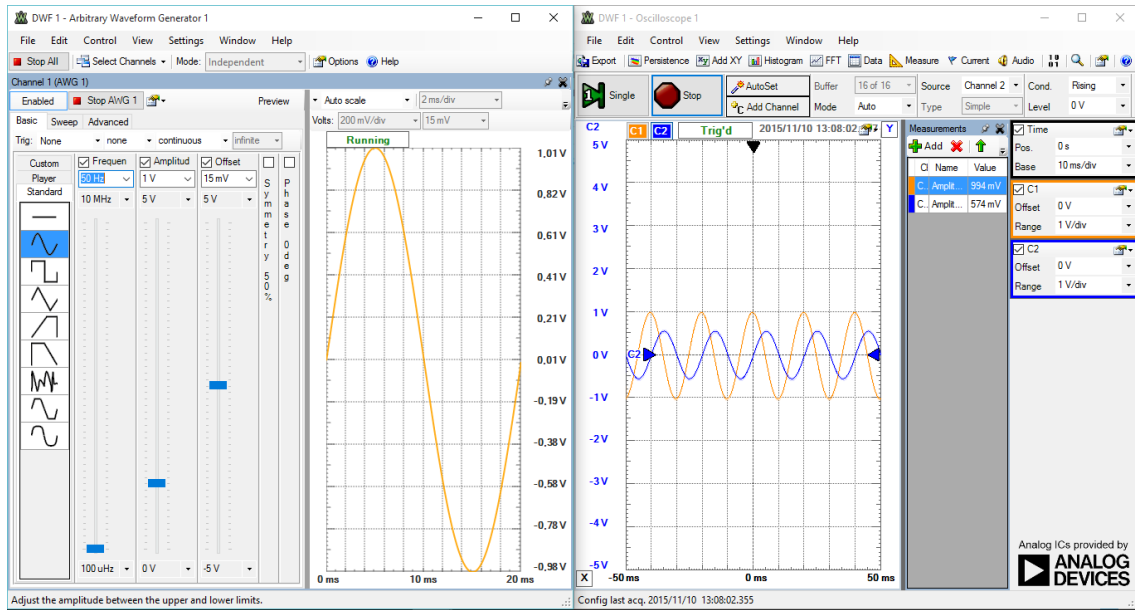 DWF 1 - Arbitrary Waveform Generator 1
File Edit Control View Settings Window Help
Stop All Select Channels Mode: Independent Options Help
Channel 1 (AWG 1)
Enabled Stop AWG 1 Preview
Basic Sweep Advanced
Trig: None none continuous infinite
Custom
Player
Standard
Frequen Amplitud Offset
50 Hz 1 V 15 mV
10 MHz 5 V 5 V
Symmetry 50 %
Phase 0 deg
100 uHz 0 V -5 V
Auto scale 2 ms/div
Volts: 200 mV/div 15 mV
Running
1,01 V
0,82 V
0,61 V
0,41 V
0,21 V
0,01 V
-0,19 V
-0,38 V
-0,58 V
-0,78 V
-0,98 V
0 ms 10 ms 20 ms
Adjust the amplitude between the upper and lower limits.
DWF 1 - Oscilloscope 1
File Edit Control View Settings Window Help
Export Persistence Add XY Histogram FFT Data Measure Current Audio
Single Stop AutoSet Add Channel
Buffer 16 of 16 Source Channel 2 Cond. Rising
Mode Auto Type Simple Level 0 V
C2 C1 C2 Trig'd 2015/11/10 13:08:02 Y
5 V
4 V
3 V
2 V
1 V
0 V C2
-1 V
-2 V
-3 V
-4 V
-5 V
X -50 ms 0 ms 50 ms
Measurements
Add
Cl Name Value
C.. Amplit... 994 mV
C.. Amplit... 574 mV
Time
Pos. 0 s
Base 10 ms/div
C1
Offset 0 V
Range 1 V/div
C2
Offset 0 V
Range 1 V/div
Analog ICs provided by
ANALOG
DEVICES
Config last acq. 2015/11/10 13:08:02.355